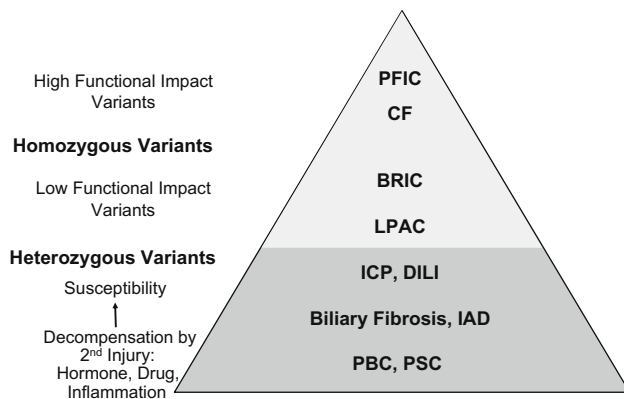 High Functional Impact
Variants
Homozygous Variants
Low Functional Impact
Variants
Heterozygous Variants
Susceptibility
Decompensation by
2nd Injury:
Hormone, Drug,
Inflammation
PFIC
CF
BRIC
LPAC
ICP, DILI
Biliary Fibrosis, IAD
PBC, PSC